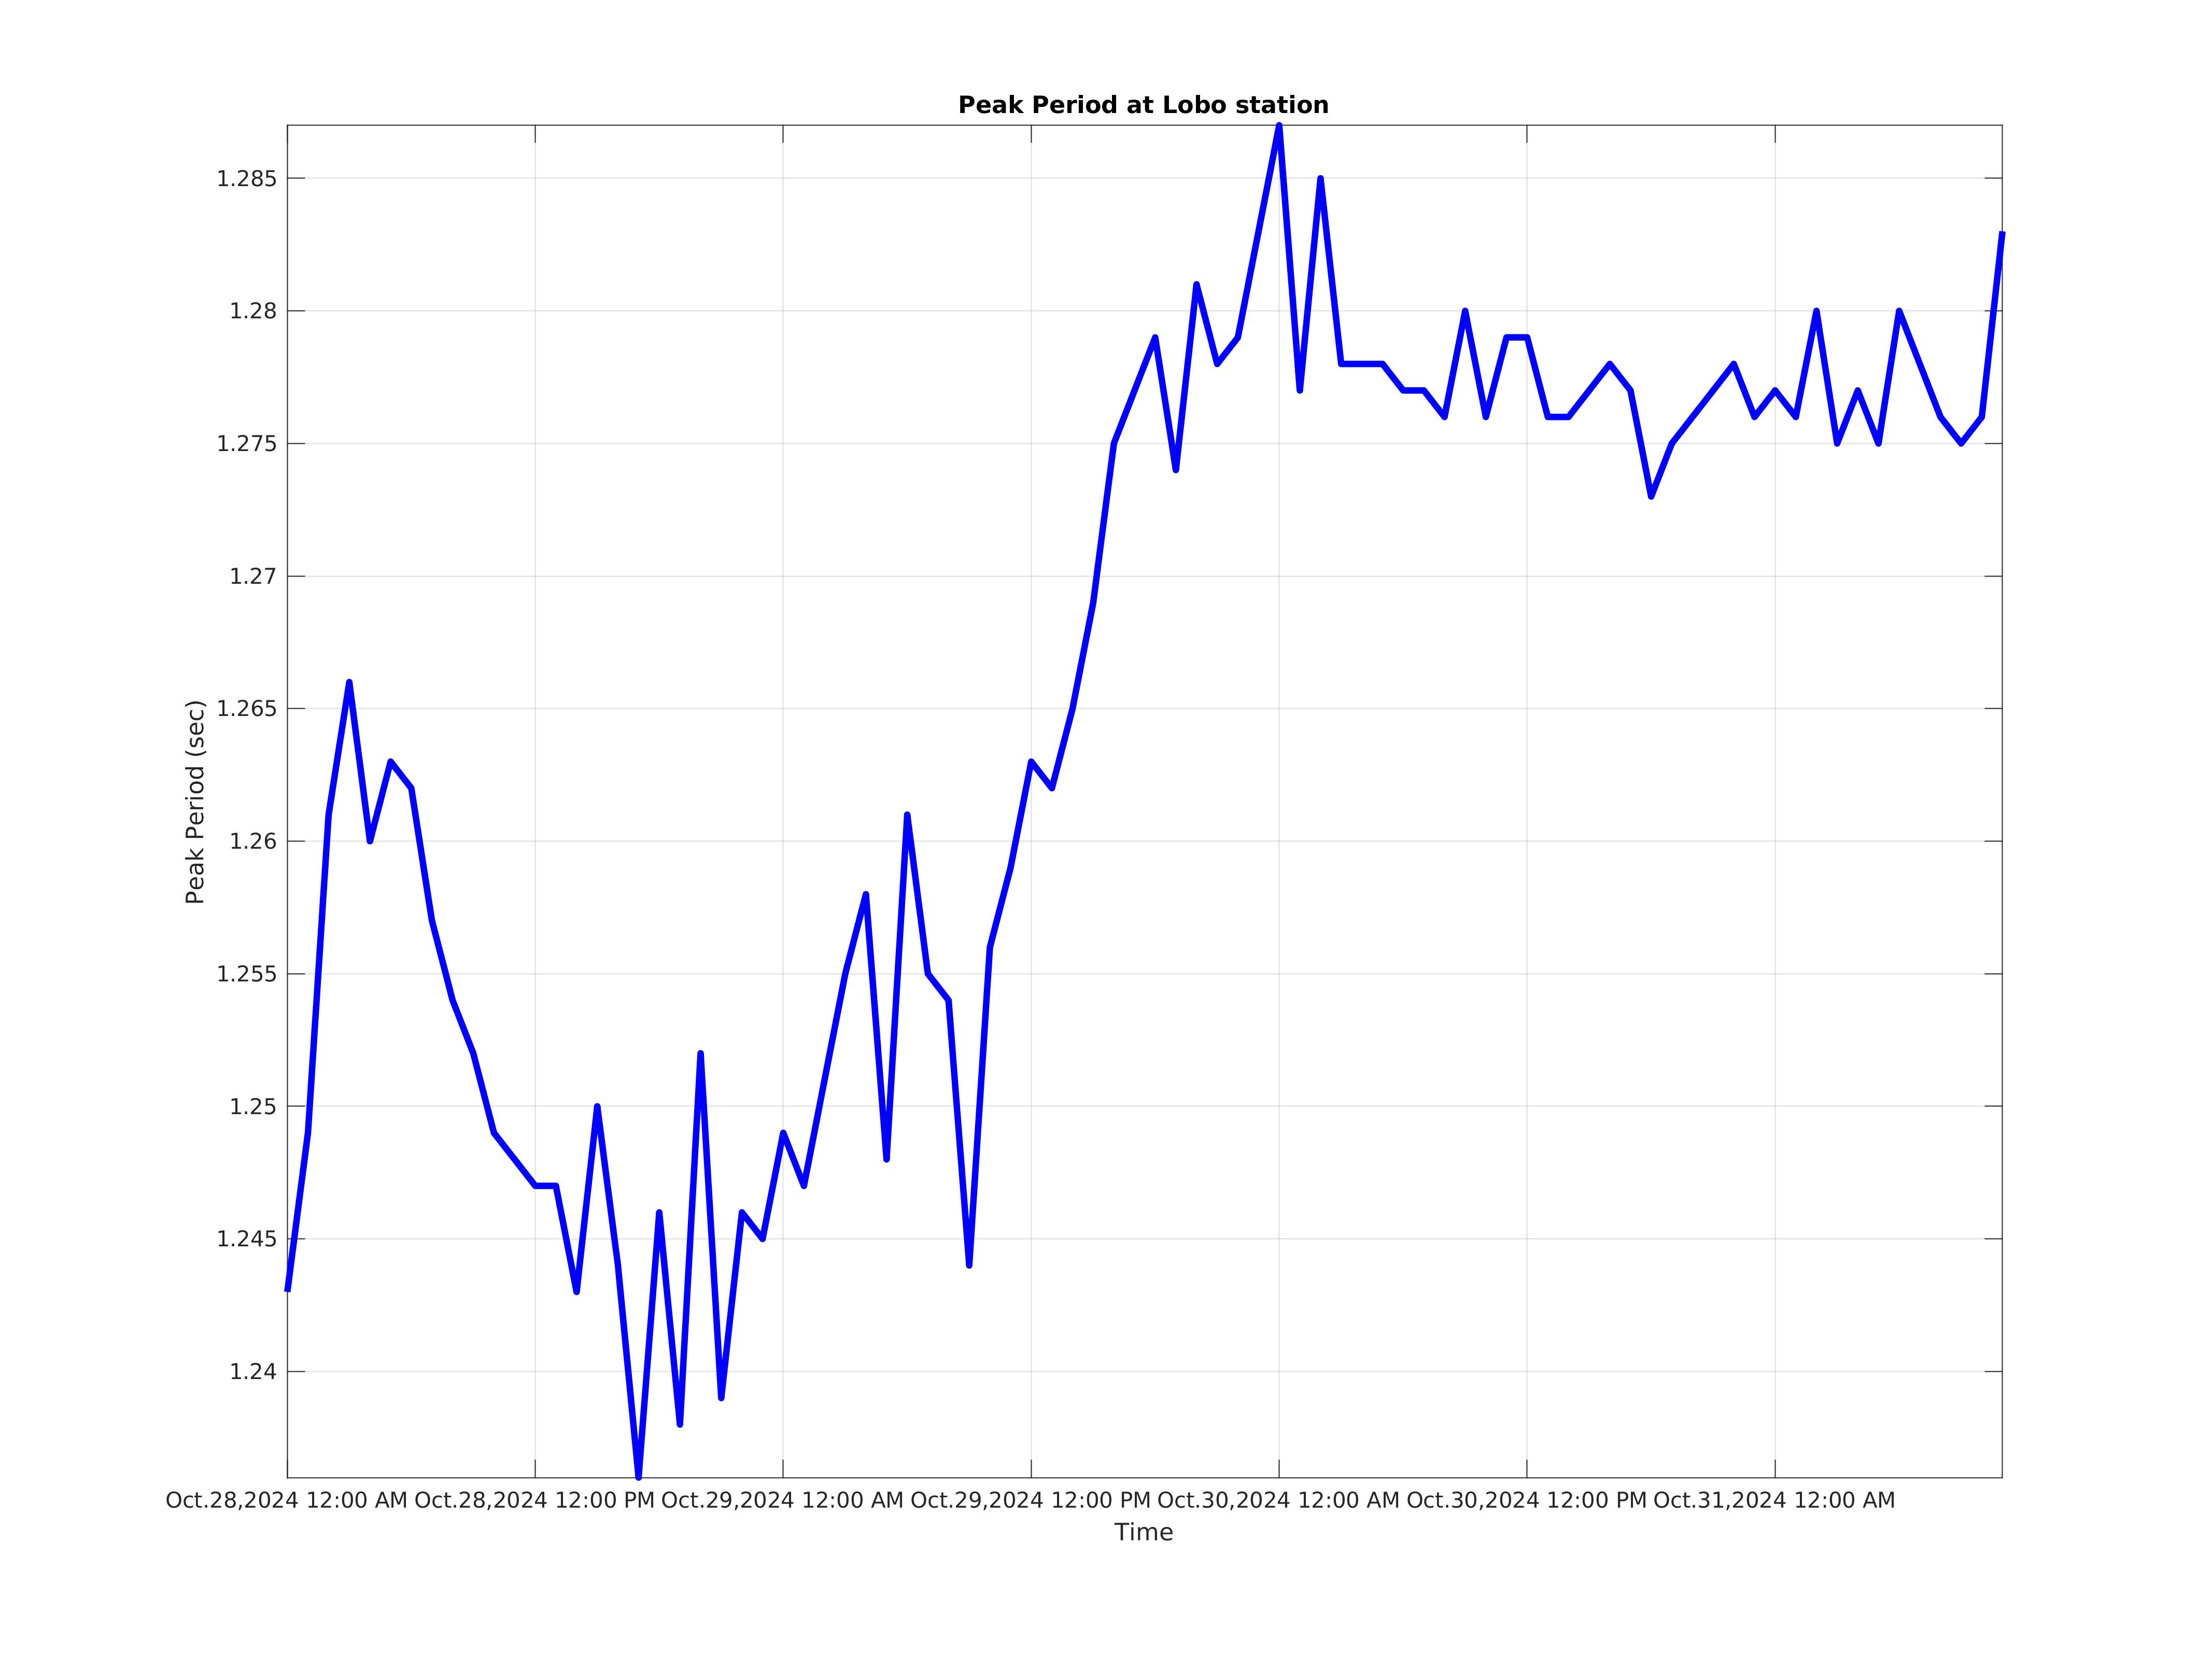 Peak Period at Lobo station
1.285
1.28
1.275
1.27
1.265
1.26
1.255
1.25
1.245
1.24
Peak Period (sec)
Oct.28,2024 12:00 AM Oct.28,2024 12:00 PM Oct.29,2024 12:00 AM Oct.29,2024 12:00 PM Oct.30,2024 12:00 AM Oct.30,2024 12:00 PM Oct.31,2024 12:00 AM
Time